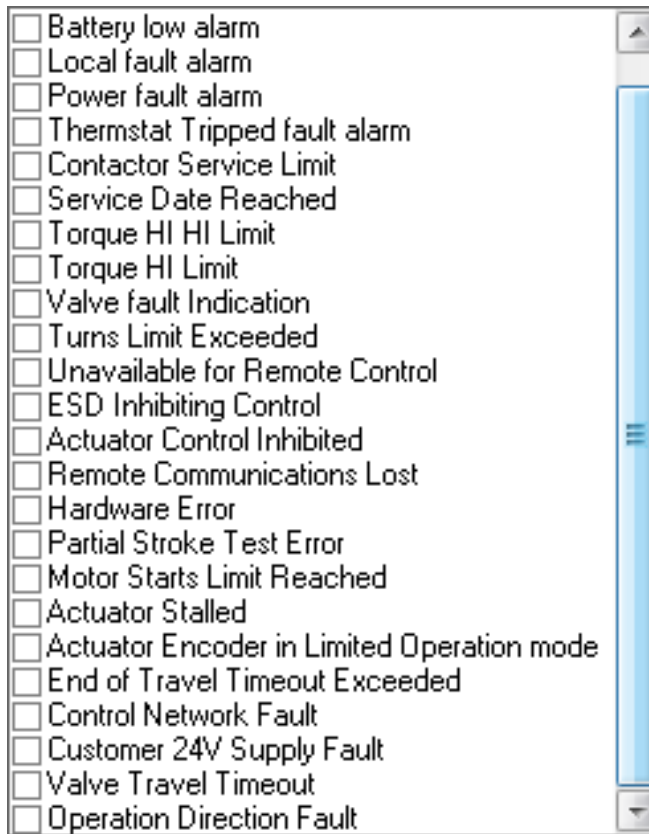 Battery low alarm
Local fault alarm
Power fault alarm
Thermstat Tripped fault alarm
Contactor Service Limit
Service Date Reached
Torque HI HI Limit
Torque HI Limit
Valve fault Indication
Turns Limit Exceeded
Unavailable for Remote Control
ESD Inhibiting Control
Actuator Control Inhibited
Remote Communications Lost
Hardware Error
Partial Stroke Test Error
Motor Starts Limit Reached
Actuator Stalled
Actuator Encoder in Limited Operation mode
End of Travel Timeout Exceeded
Control Network Fault
Customer 24V Supply Fault
Valve Travel Timeout
Operation Direction Fault